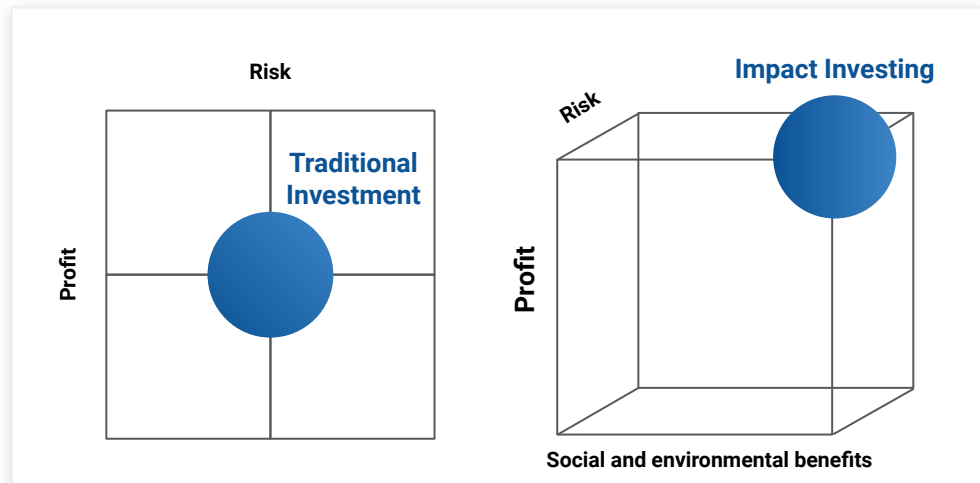 Risk
Traditional
Investment
Profit
Impact Investing
Risk
Profit
Social and environmental benefits